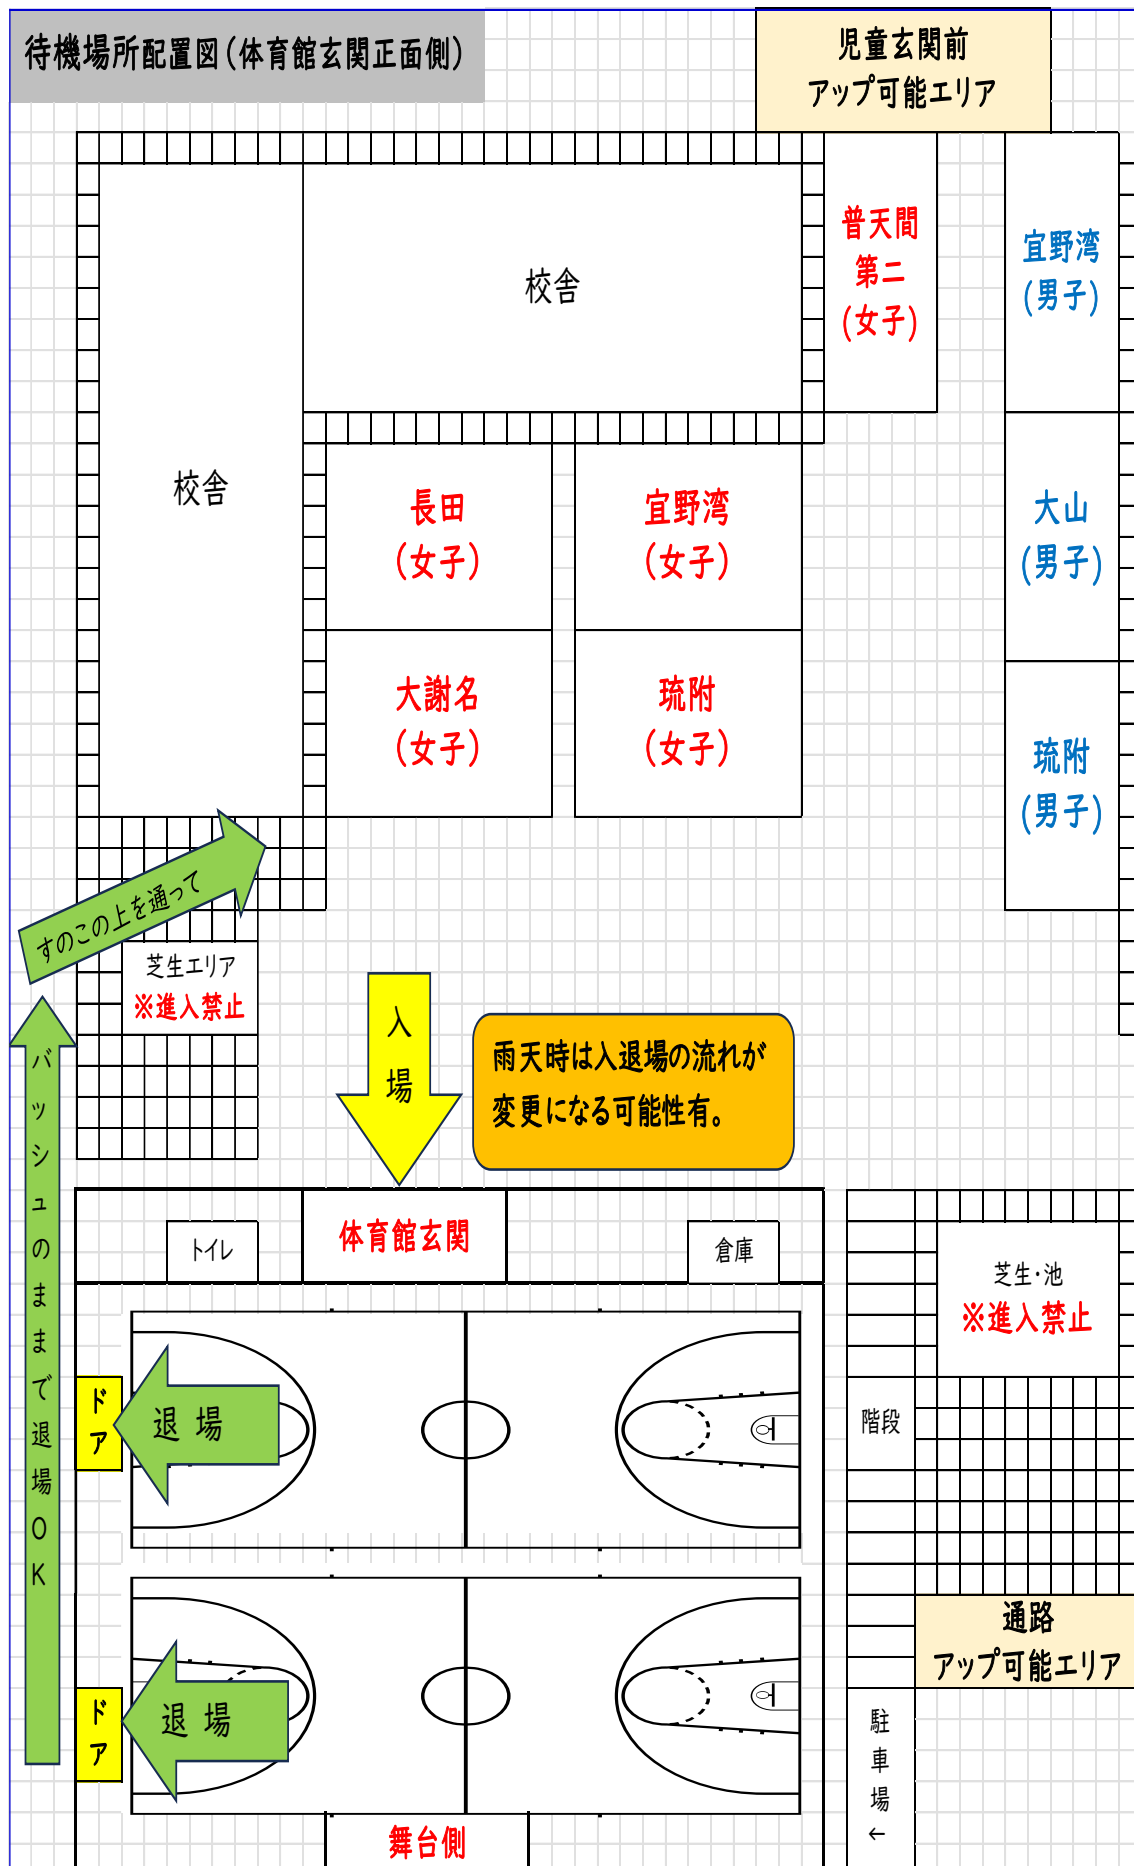 待機場所配置図(体育館玄関正面側)
児童玄関前
アップ可能エリア
普天間
第二
(女子)
宜野湾
(男子)
校舎
校舎
長田
(女子)
宜野湾
(女子)
大山
(男子)
大謝名
(女子)
琉附
(女子)
琉附
(男子)
すのこの上を通って
芝生エリア
※進入禁止
入場
雨天時は入退場の流れが
変更になる可能性有。
バッシュのままで退場OK
トイレ
体育館玄関
倉庫
芝生・池
※進入禁止
ドア
退場
階段
通路
アップ可能エリア
ドア
退場
駐車場←
舞台側